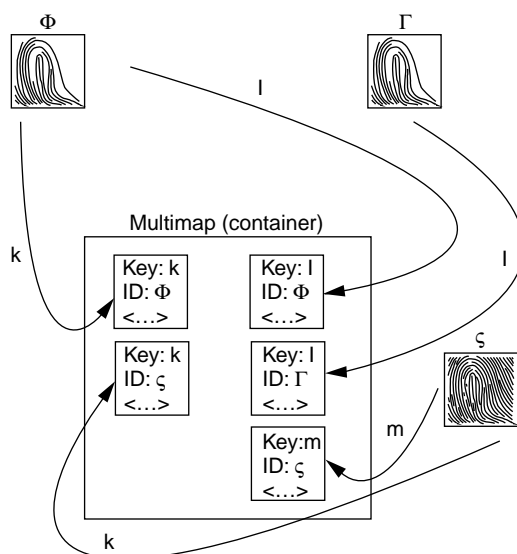 Φ
Γ
l
Multimap (container)
k
l
Key: k
ID: Φ
<...>
Key: l
ID: Φ
<...>
Key: k
ID: ς
<...>
Key: l
ID: Γ
<...>
ς
m
Key:m
ID: ς
<...>
k